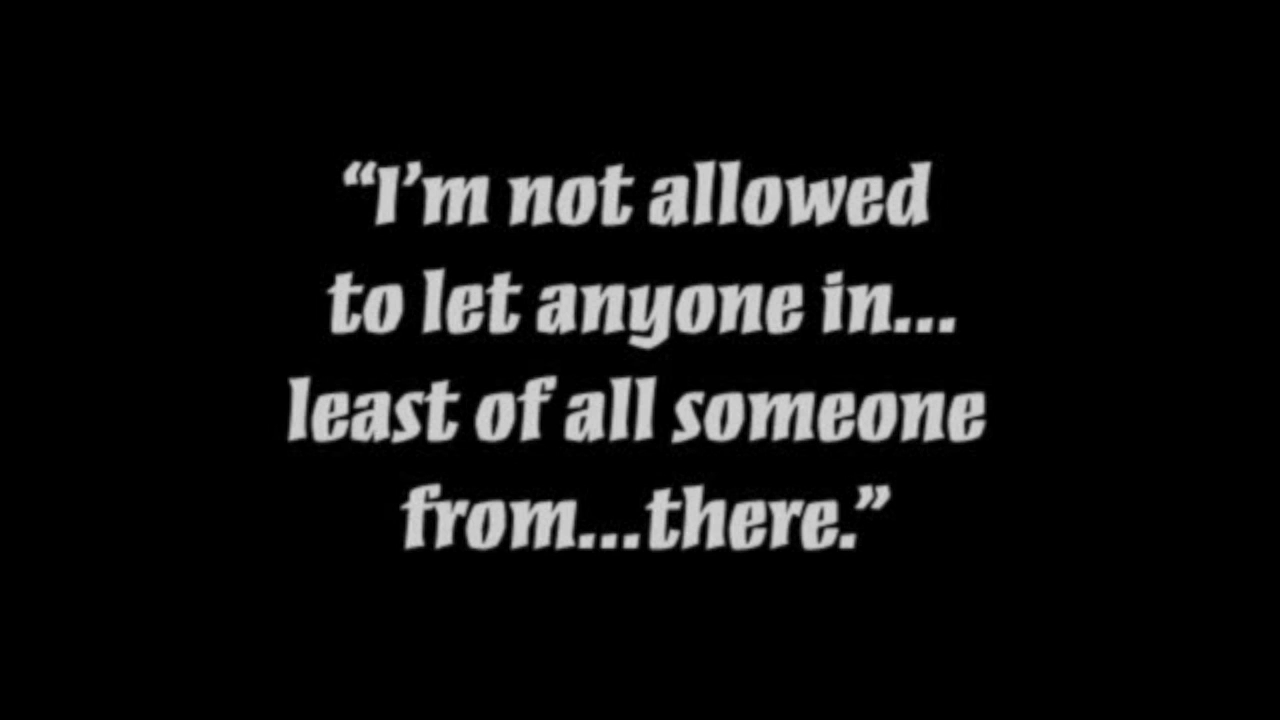 “I’m not allowed
to let anyone in...
least of all someone
from...there.”